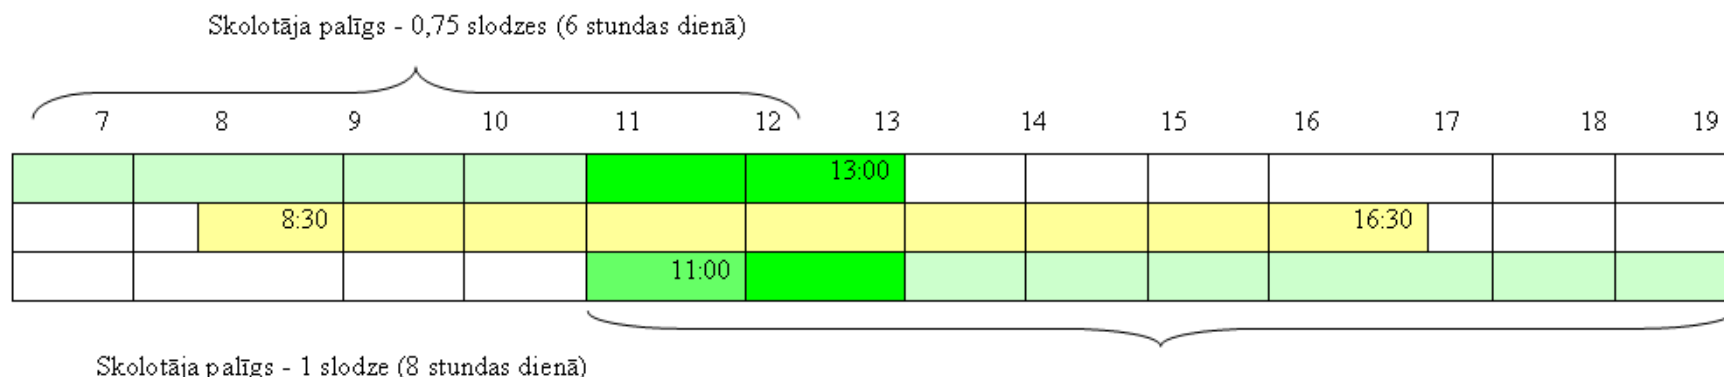 Skolotāja palīgs - 0,75 slodzes (6 stundas dienā)
7 8 9 10 11 12 13 14 15 16 17 18 19
13:00
8:30 16:30
11:00
Skolotāja palīgs - 1 slodze (8 stundas dienā)